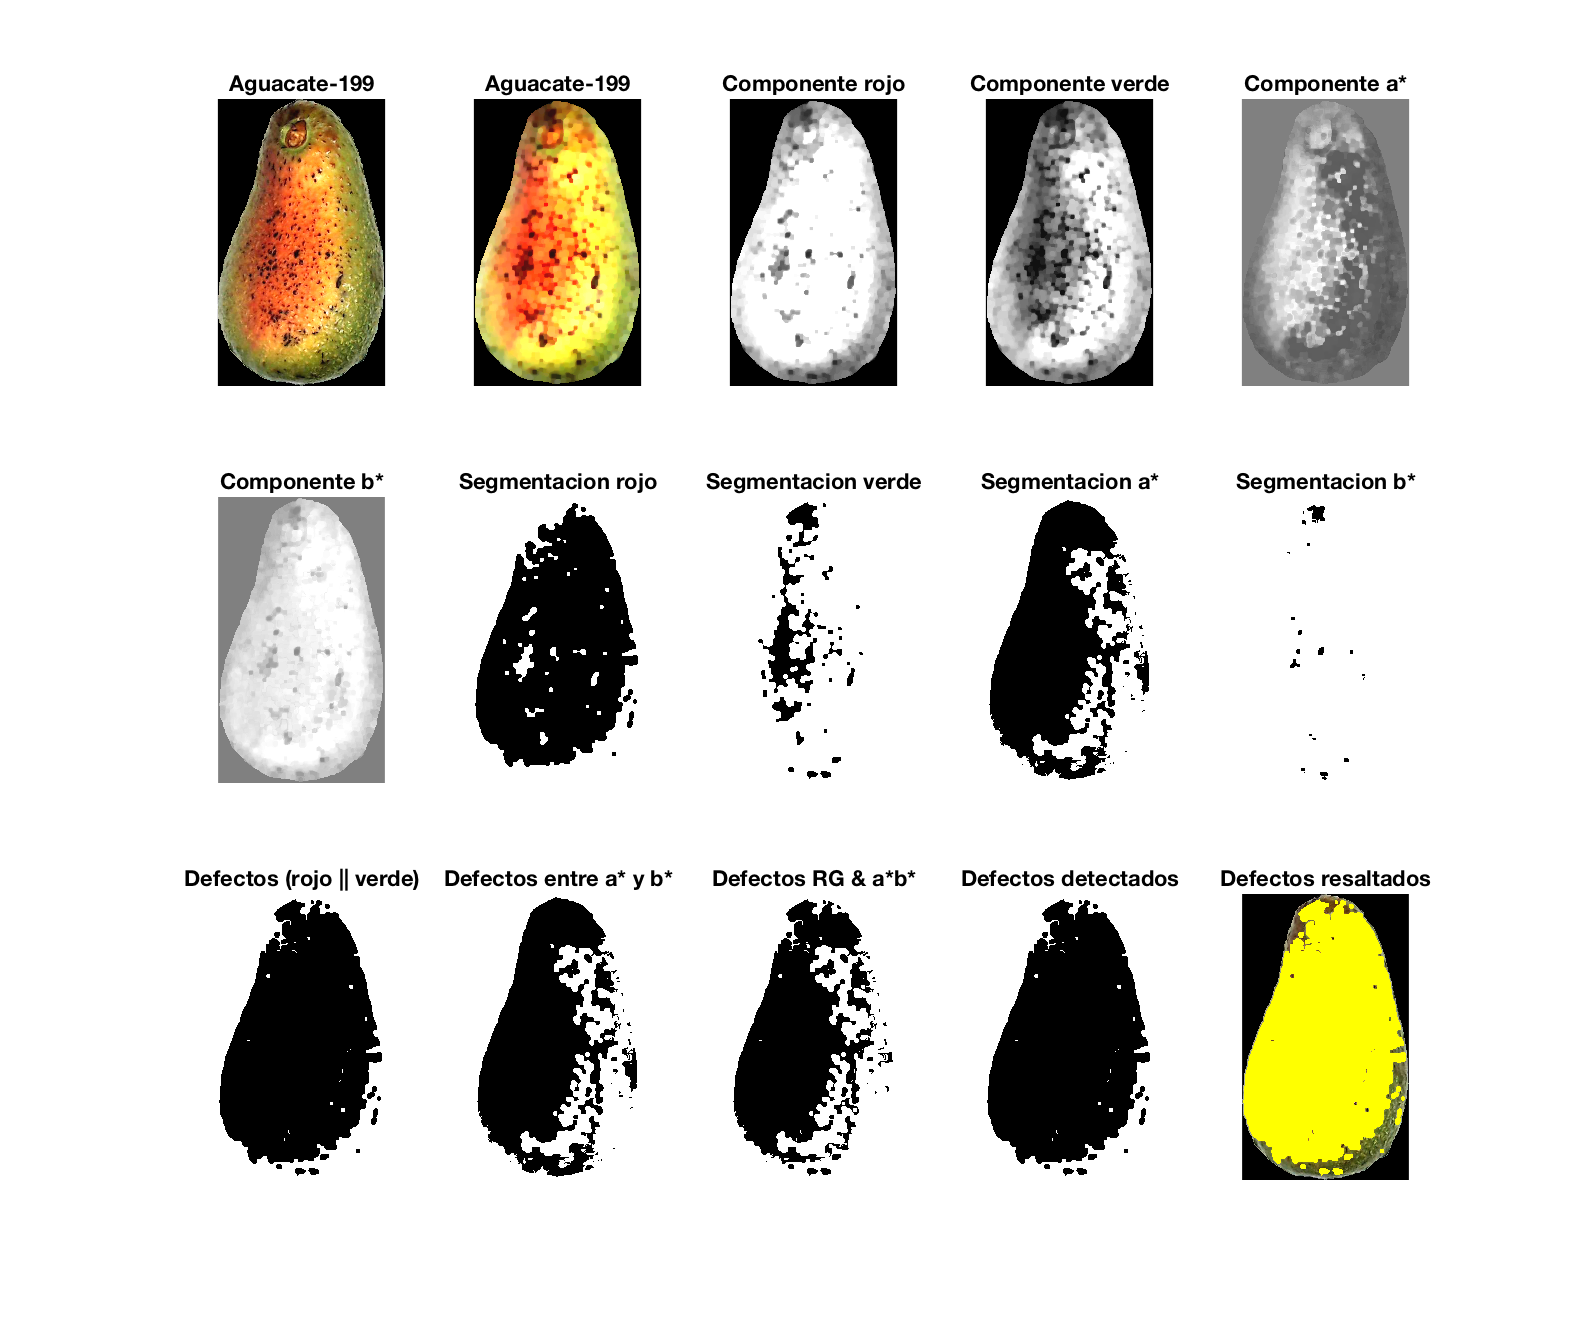 Aguacate-199
Aguacate-199
Componente rojo
Componente verde
Componente a*
Componente b*
Segmentacion rojo
Segmentacion verde
Segmentacion a*
Segmentacion b*
Defectos (rojo || verde)
Defectos entre a* y b*
Defectos RG & a*b*
Defectos detectados
Defectos resaltados